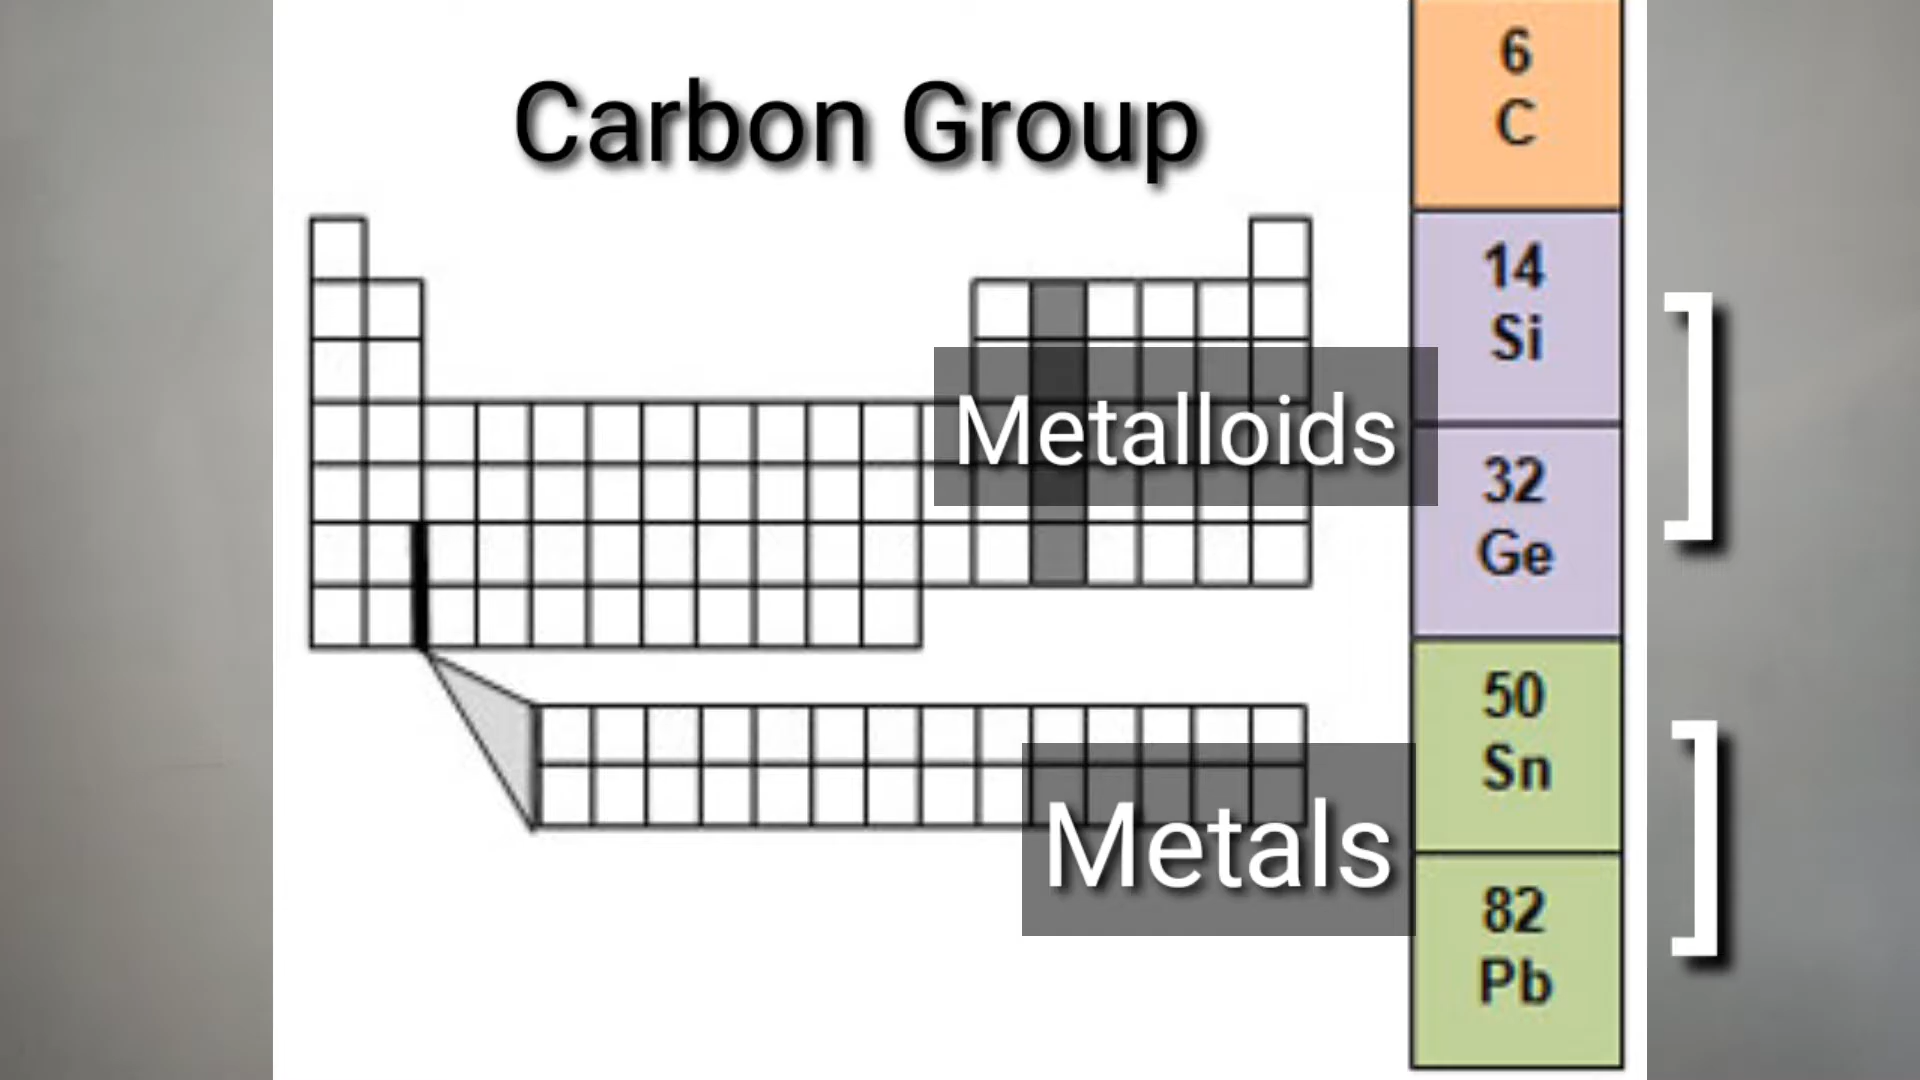 Carbon Group
6
C
14
Si
Metalloids
32
Ge
50
Sn
Metals
82
Pb